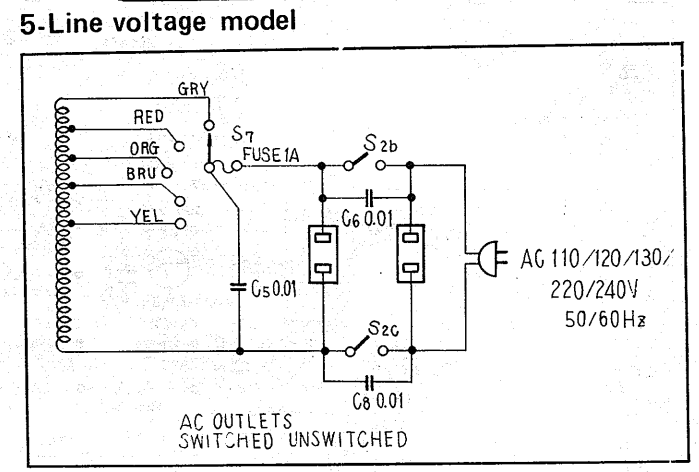 5-Line voltage model
GRY
RED
S7
ORG
FUSE 1A
S2b
BRU
C6 0.01
YEL
AC 110/120/130/
220/240V
50/60Hz
C5 0.01
S2C
C8 0.01
AC OUTLETS
SWITCHED UNSWITCHED